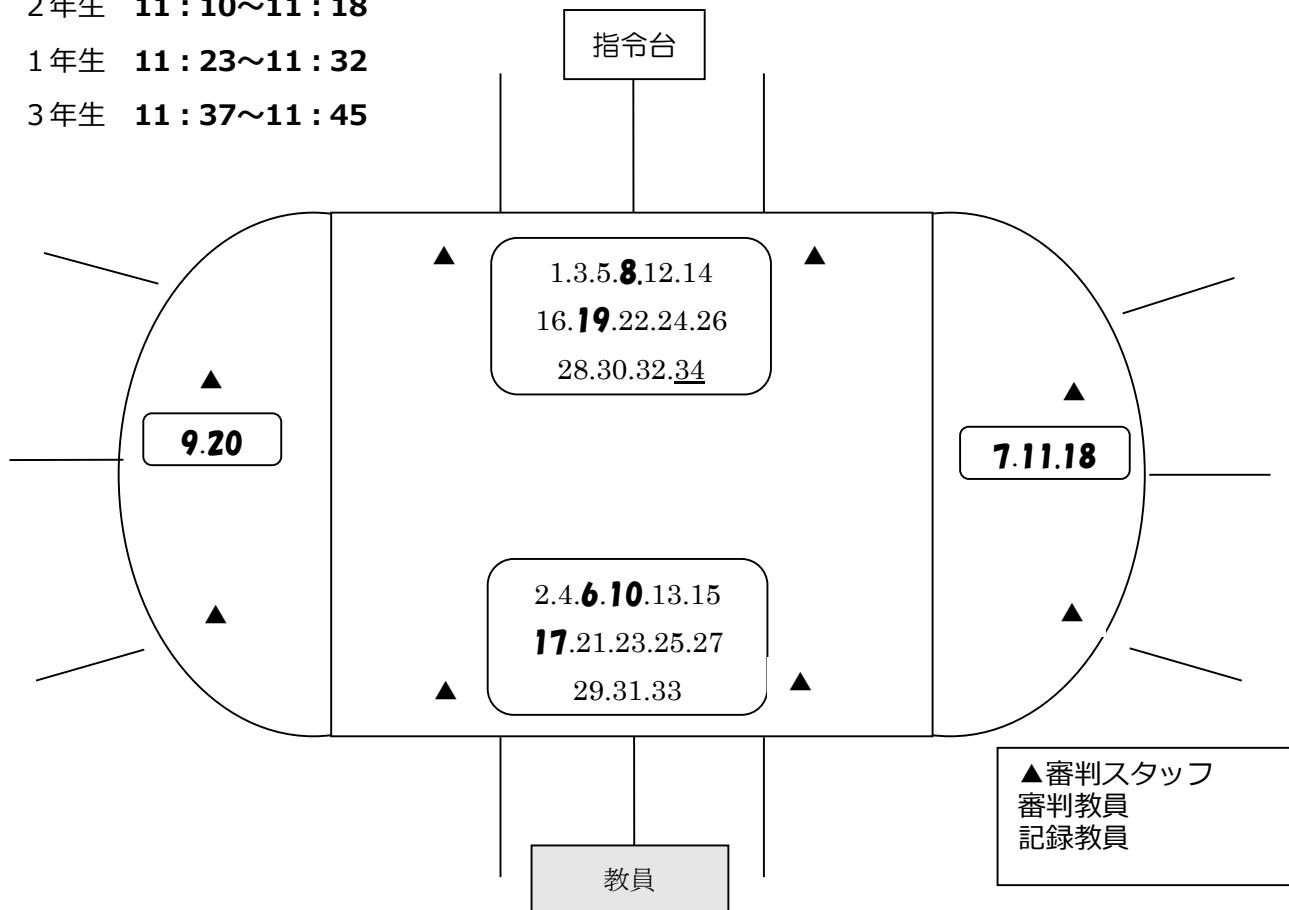 2年生 11:10～11:18
1年生 11:23～11:32
3年生 11:37～11:45
指令台
1.3.5.8.12.14
16.19.22.24.26
28.30.32.34
9.20
7.11.18
2.4.6.10.13.15
17.21.23.25.27
29.31.33
▲審判スタッフ
審判教員
記録教員
教員